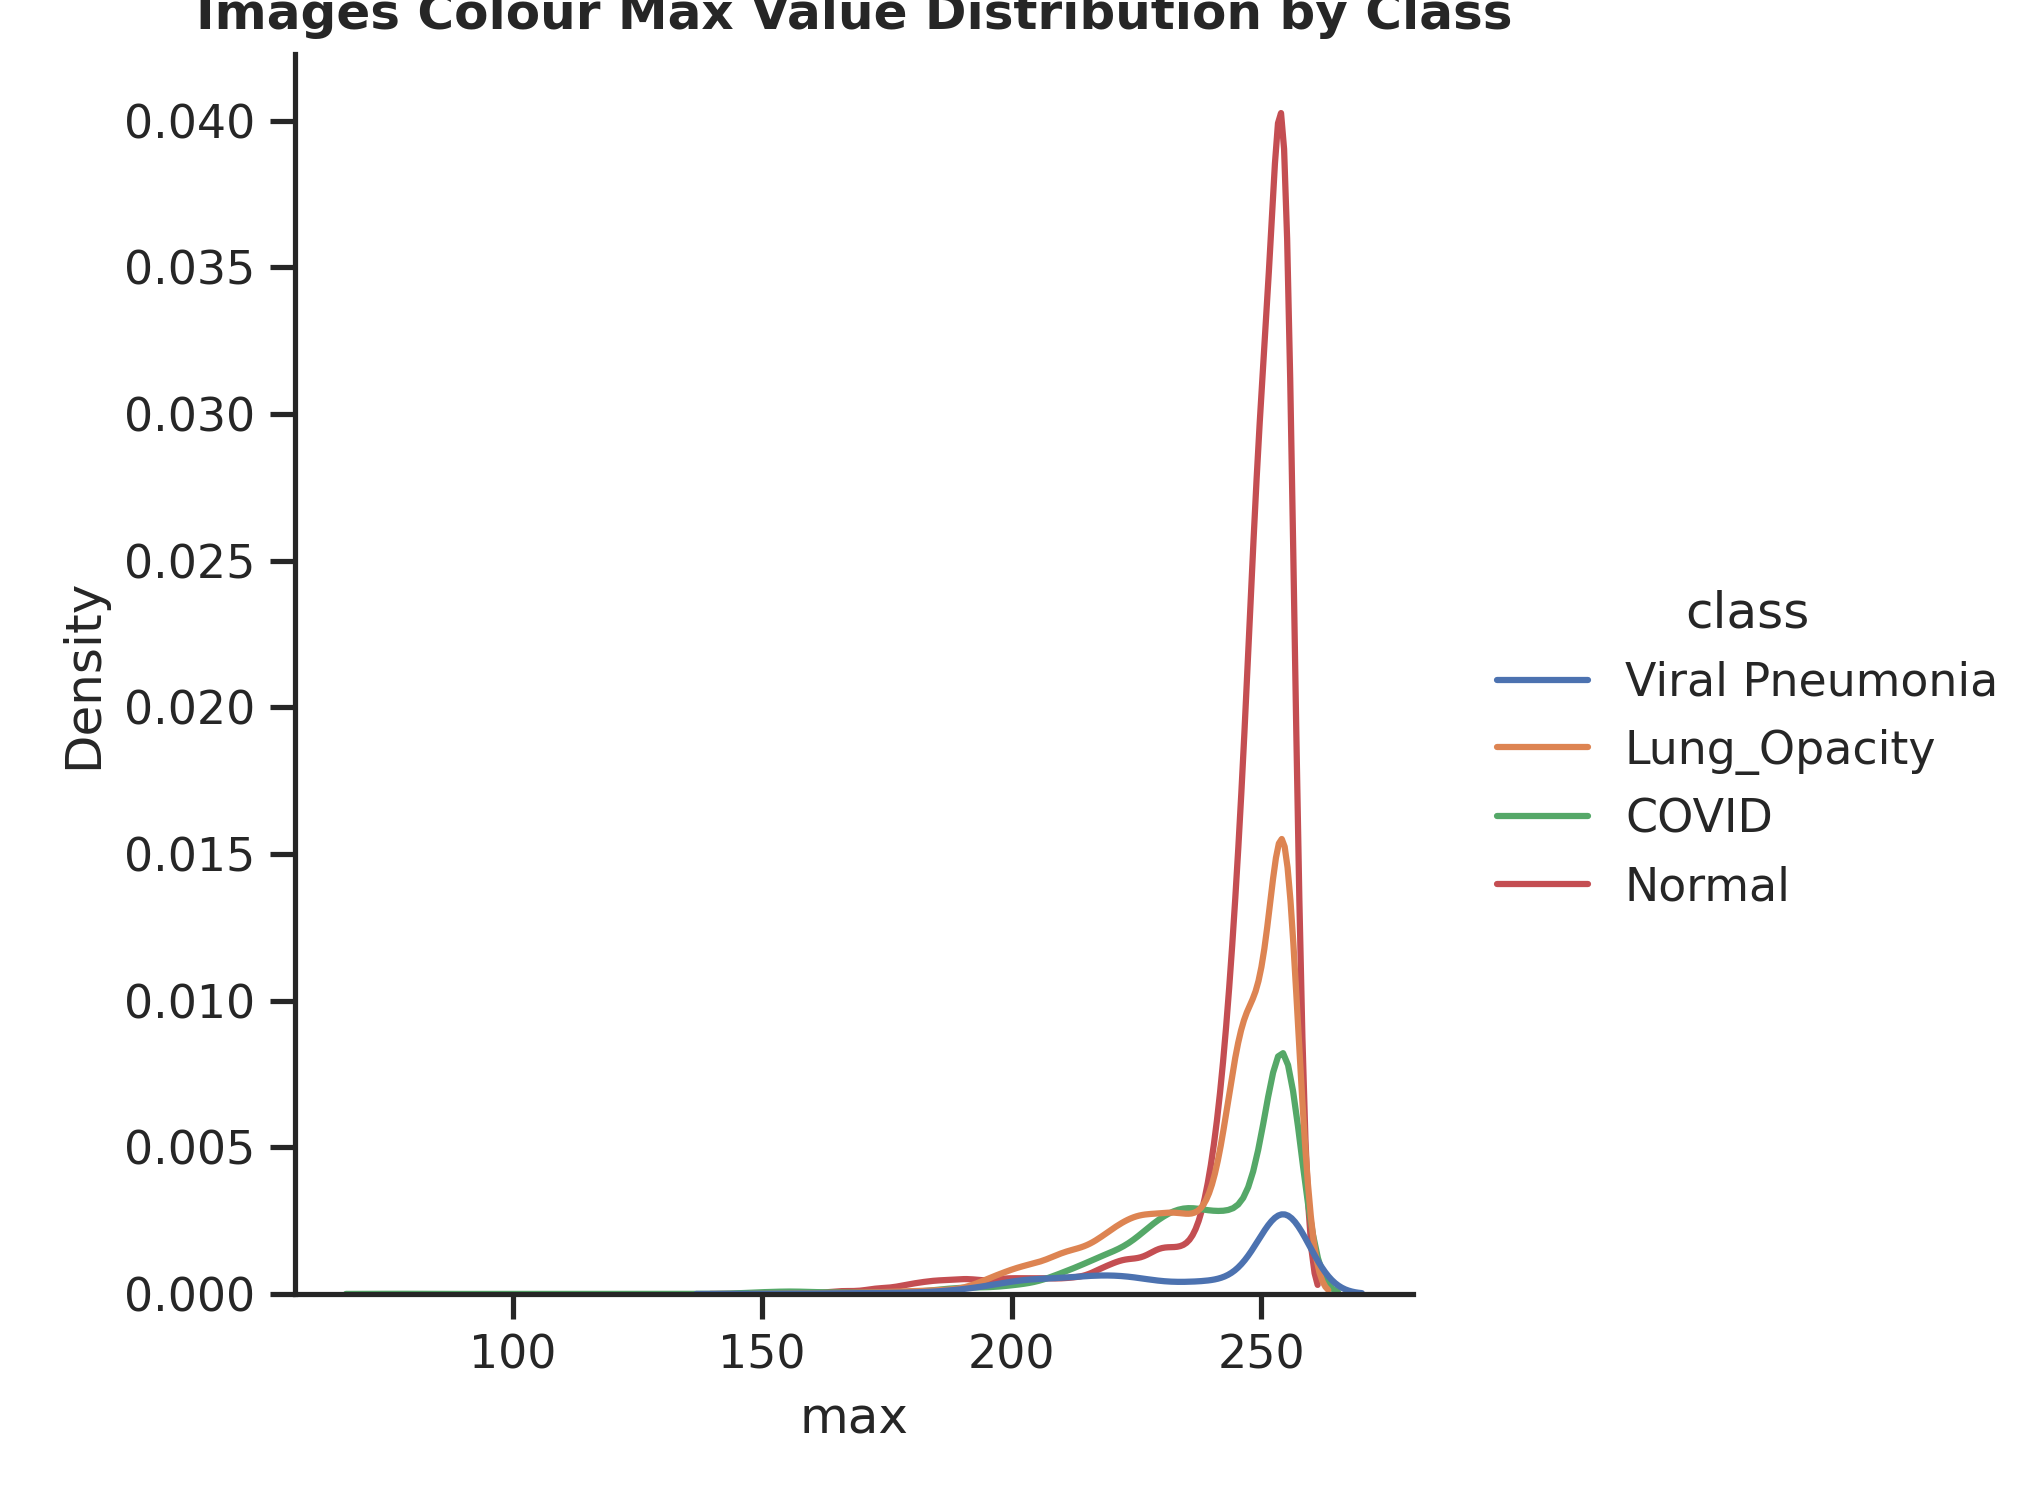 Images Colour Max Value Distribution by Class
0.040
0.035
0.030
0.025
0.020
0.015
0.010
0.005
0.000
Density
100 150 200 250
max
class
Viral Pneumonia
Lung_Opacity
COVID
Normal